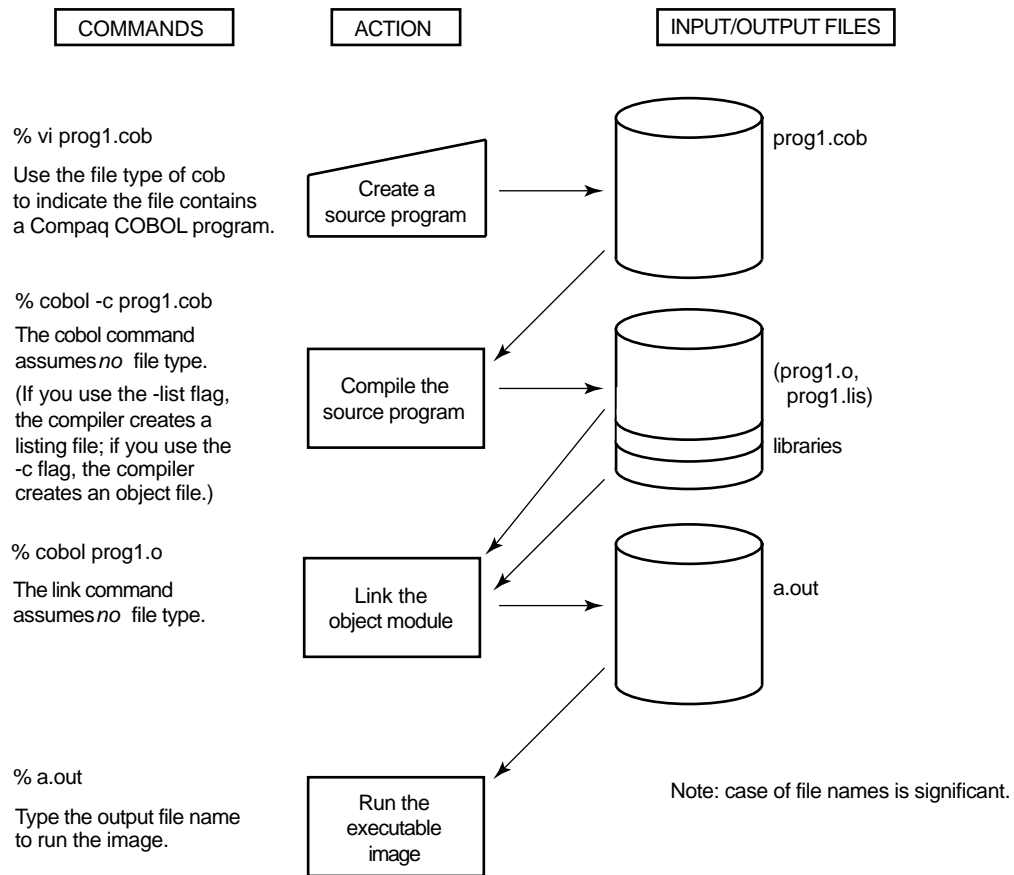 COMMANDS
ACTION
INPUT/OUTPUT FILES
% vi prog1.cob
Use the file type of cob
to indicate the file contains
a Compaq COBOL program.
Create a
source program
prog1.cob
% cobol -c prog1.cob
The cobol command
assumes no file type.
(If you use the -list flag,
the compiler creates a
listing file; if you use the
-c flag, the compiler
creates an object file.)
Compile the
source program
(prog1.o,
prog1.lis)
libraries
% cobol prog1.o
The link command
assumes no file type.
Link the
object module
a.out
% a.out
Type the output file name
to run the image.
Run the
executable
image
Note: case of file names is significant.